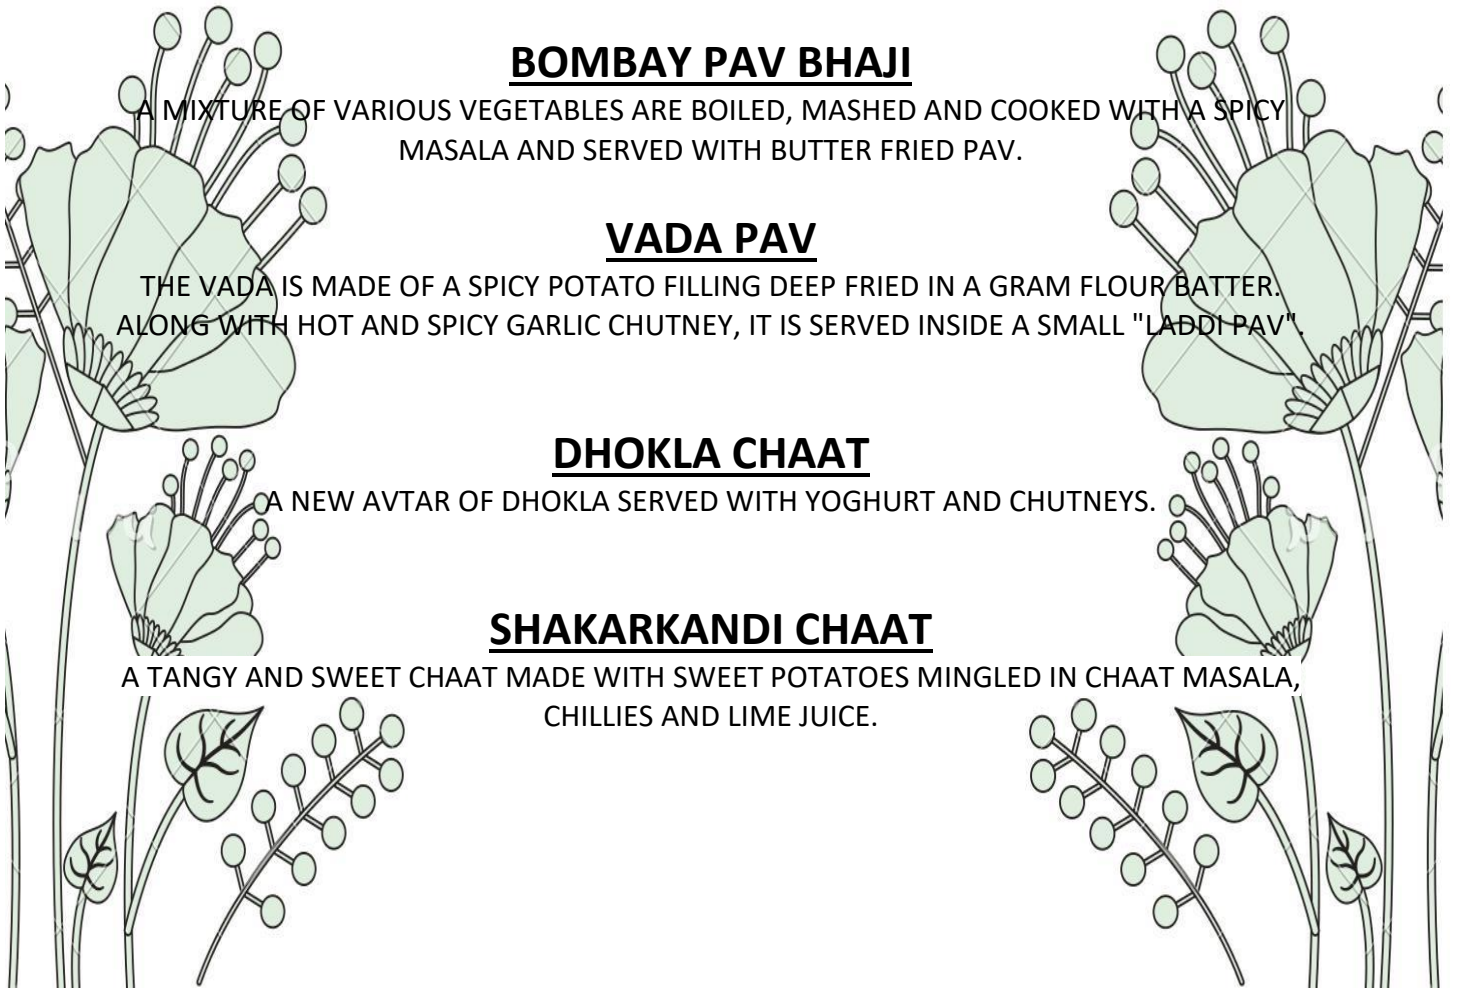 BOMBAY PAV BHAJI
A MIXTURE OF VARIOUS VEGETABLES ARE BOILED, MASHED AND COOKED WITH A SPICY
MASALA AND SERVED WITH BUTTER FRIED PAV.
VADA PAV
THE VADA IS MADE OF A SPICY POTATO FILLING DEEP FRIED IN A GRAM FLOUR BATTER.
ALONG WITH HOT AND SPICY GARLIC CHUTNEY, IT IS SERVED INSIDE A SMALL "LADDI PAV".
DHOKLA CHAAT
A NEW AVTAR OF DHOKLA SERVED WITH YOGHURT AND CHUTNEYS.
SHAKARKANDI CHAAT
A TANGY AND SWEET CHAAT MADE WITH SWEET POTATOES MINGLED IN CHAAT MASALA,
CHILLIES AND LIME JUICE.